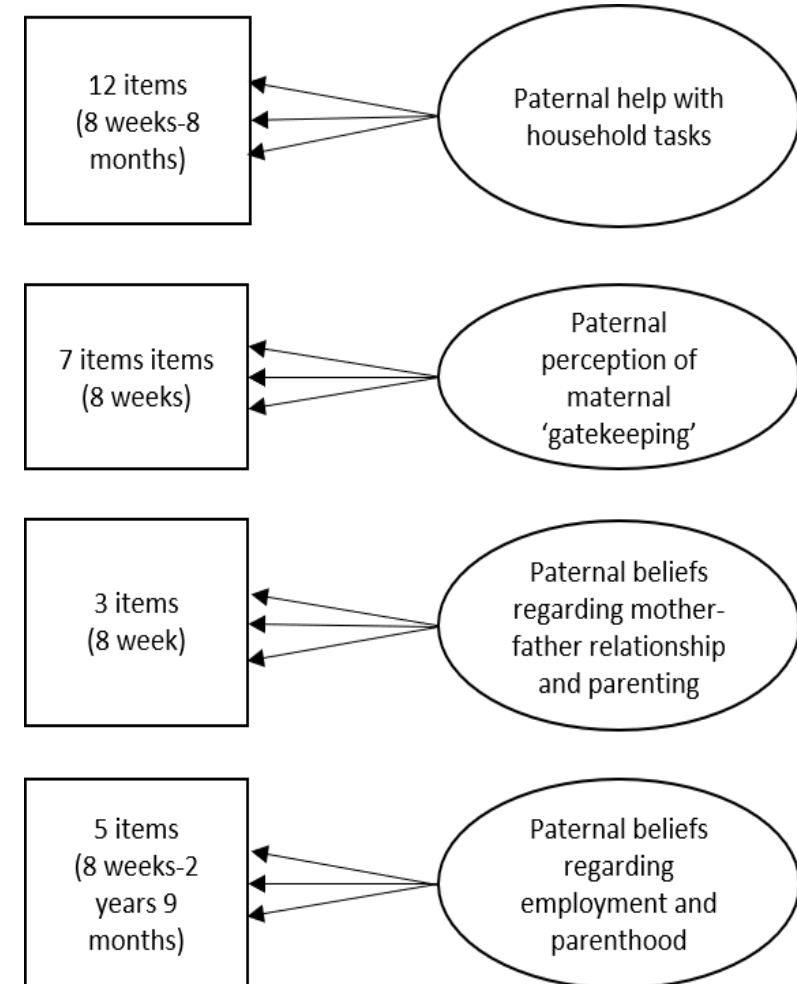 12 items
(8 weeks-8
months)
Paternal help with
household tasks
7 items items
(8 weeks)
Paternal
perception of
maternal
‘gatekeeping’
3 items
(8 week)
Paternal beliefs
regarding mother-
father relationship
and parenting
5 items
(8 weeks-2
years 9
months)
Paternal beliefs
regarding
employment and
parenthood